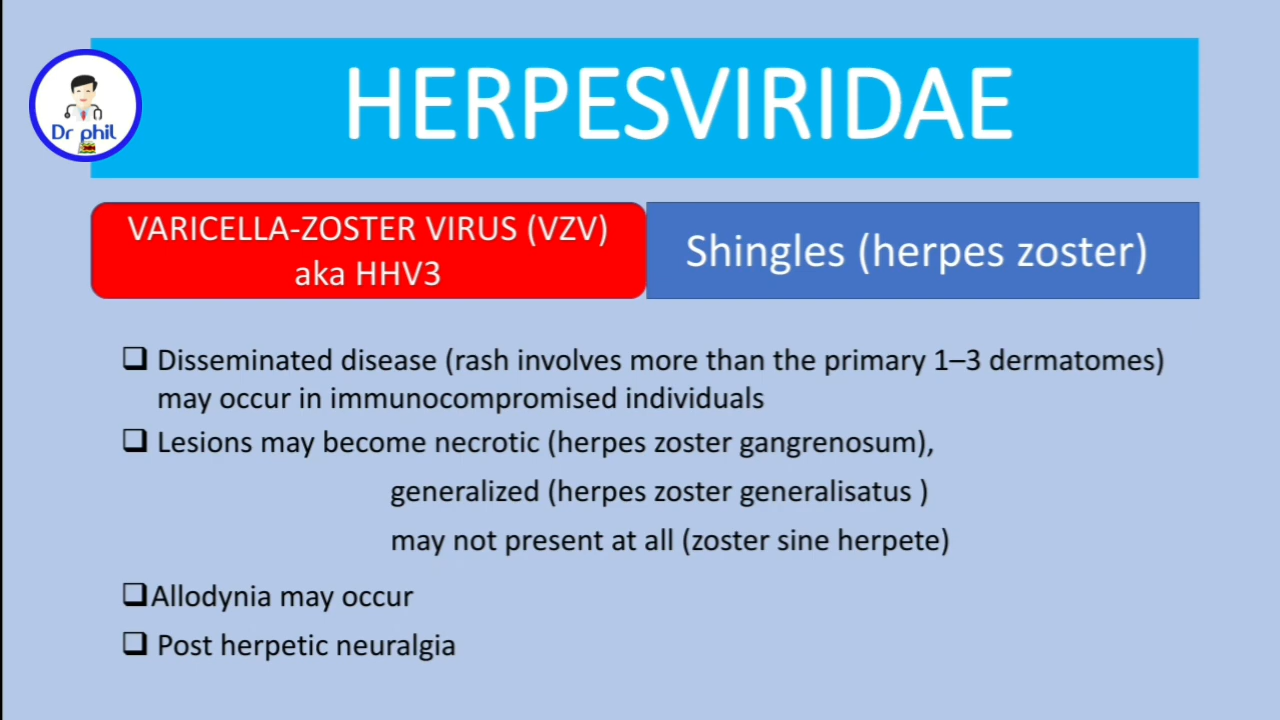 HERPESVIRIDAE
Dr phil
VARICELLA-ZOSTER VIRUS (VZV)
aka HHV3
Shingles (herpes zoster)
Disseminated disease (rash involves more than the primary 1–3 dermatomes)
may occur in immunocompromised individuals
Lesions may become necrotic (herpes zoster gangrenosum),
generalized (herpes zoster generalisatus )
may not present at all (zoster sine herpete)
Allodynia may occur
Post herpetic neuralgia